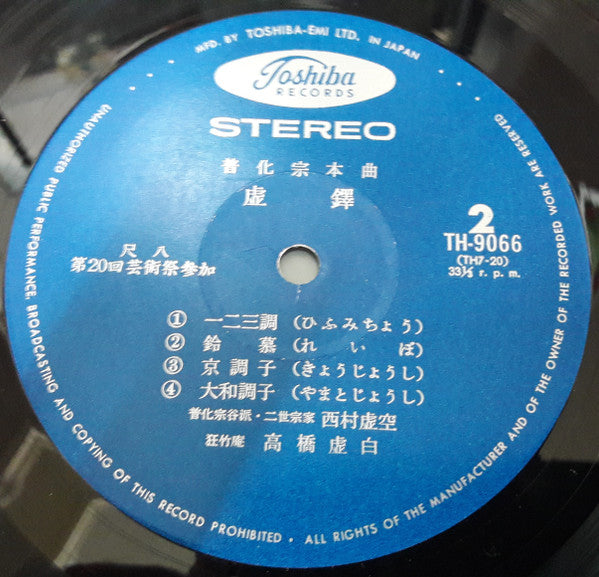 MFD. BY TOSHIBA-EMI LTD. IN JAPAN
Toshiba
RECORDS
STEREO
普化宗本曲
虚鐸
2
TH-9066
(TH7-20)
33⅓ r. p. m.
尺八
第20回芸術祭参加
① 一二三調 (ひふみちょう)
② 鈴慕 (れいぼ)
③ 京調子 (きょうじょうし)
④ 大和調子 (やまとじょうし)
普化宗谷派・二世宗家 西村虚空
狂竹庵 高橋虚白
UNAUTHORIZED PUBLIC PERFORMANCE, BROADCASTING AND COPYING OF THIS RECORD PROHIBITED • ALL RIGHTS OF THE MANUFACTURER AND OF THE OWNER OF THE RECORDED WORK ARE RESERVED